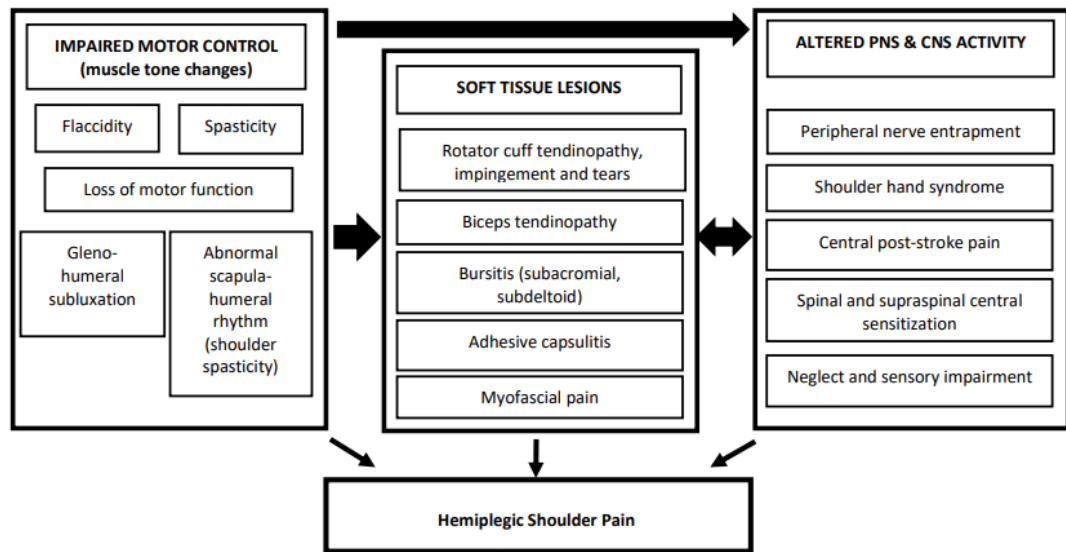 IMPAIRED MOTOR CONTROL
(muscle tone changes)
Flaccidity
Spasticity
Loss of motor function
Gleno-
humeral
subluxation
Abnormal
scapula-
humeral
rhythm
(shoulder
spasticity)
SOFT TISSUE LESIONS
Rotator cuff tendinopathy,
impingement and tears
Biceps tendinopathy
Bursitis (subacromial,
subdeltoid)
Adhesive capsulitis
Myofascial pain
ALTERED PNS & CNS ACTIVITY
Peripheral nerve entrapment
Shoulder hand syndrome
Central post-stroke pain
Spinal and supraspinal central
sensitization
Neglect and sensory impairment
Hemiplegic Shoulder Pain